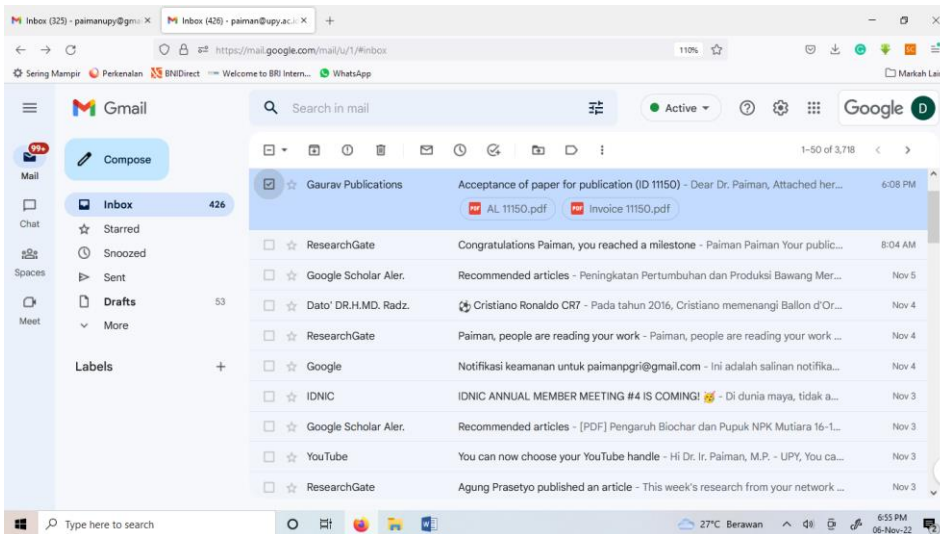 Inbox (325) - paimanupy@gma
Inbox (426) - paiman@upy.ac.i
https://mail.google.com/mail/u/1/#inbox
110%
Sering Mampir Perkenalan BNIDirect Welcome to BRI Intern... WhatsApp
Markah Lai
Gmail
Search in mail
Active
Google D
99+
Mail
Chat
Spaces
Meet
Compose
Inbox 426
Starred
Snoozed
Sent
Drafts 53
More
Labels +
1–50 of 3,718
Gaurav Publications Acceptance of paper for publication (ID 11150) - Dear Dr. Paiman, Attached her... 6:08 PM
PDF AL 11150.pdf PDF Invoice 11150.pdf
ResearchGate Congratulations Paiman, you reached a milestone - Paiman Paiman Your public... 8:04 AM
Google Scholar Aler. Recommended articles - Peningkatan Pertumbuhan dan Produksi Bawang Mer... Nov 5
Dato' DR.H.MD. Radz. ⚽ Cristiano Ronaldo CR7 - Pada tahun 2016, Cristiano memenangi Ballon d'Or... Nov 4
ResearchGate Paiman, people are reading your work - Paiman, people are reading your work ... Nov 4
Google Notifikasi keamanan untuk paimanpgri@gmail.com - Ini adalah salinan notifika... Nov 4
IDNIC IDNIC ANNUAL MEMBER MEETING #4 IS COMING! 🥳 - Di dunia maya, tidak a... Nov 3
Google Scholar Aler. Recommended articles - [PDF] Pengaruh Biochar dan Pupuk NPK Mutiara 16-1... Nov 3
YouTube You can now choose your YouTube handle - Hi Dr. Ir. Paiman, M.P. - UPY, You ca... Nov 3
ResearchGate Agung Prasetyo published an article - This week's research from your network ... Nov 3
Type here to search
27°C Berawan
6:55 PM
06-Nov-22